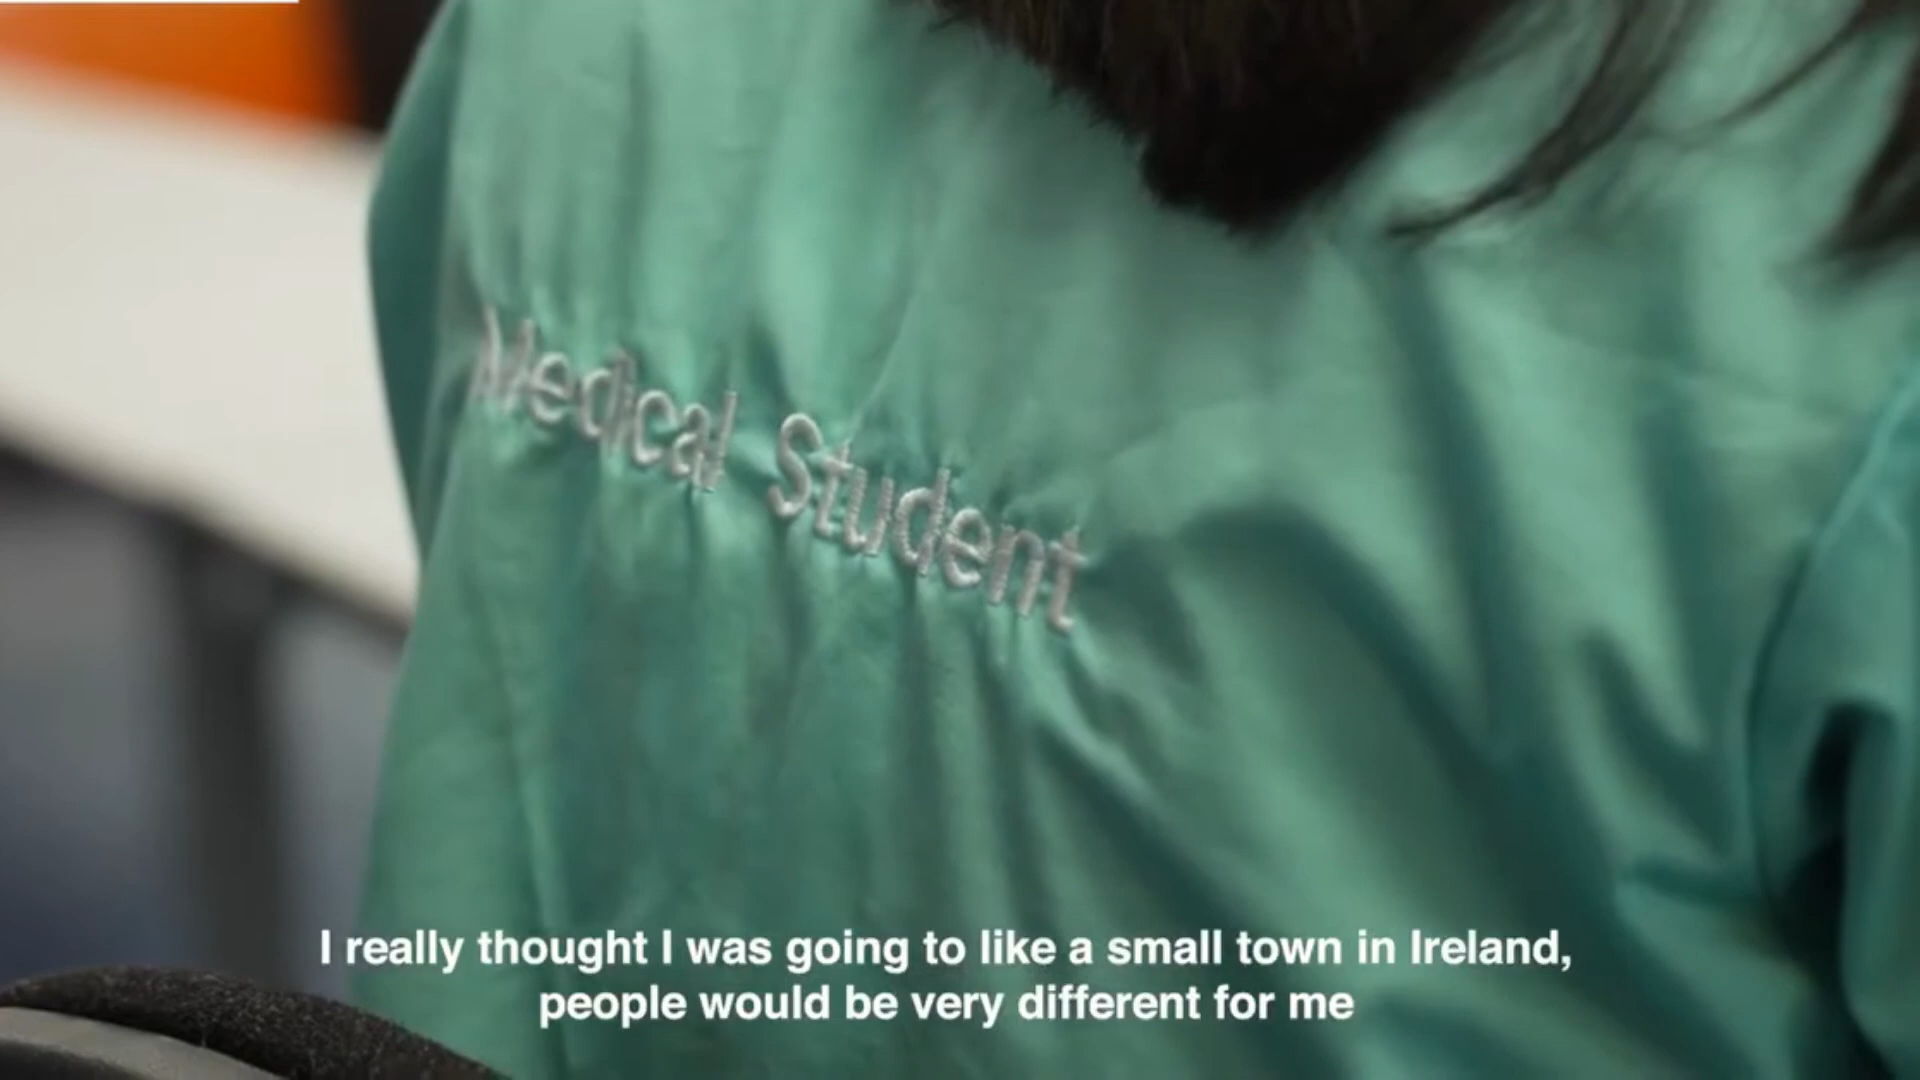 Medical Student
I really thought I was going to like a small town in Ireland,
people would be very different for me